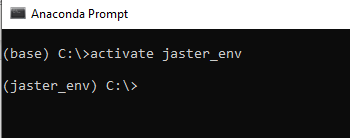 Anaconda Prompt
(base) C:\>activate jaster_env
(jaster_env) C:\>